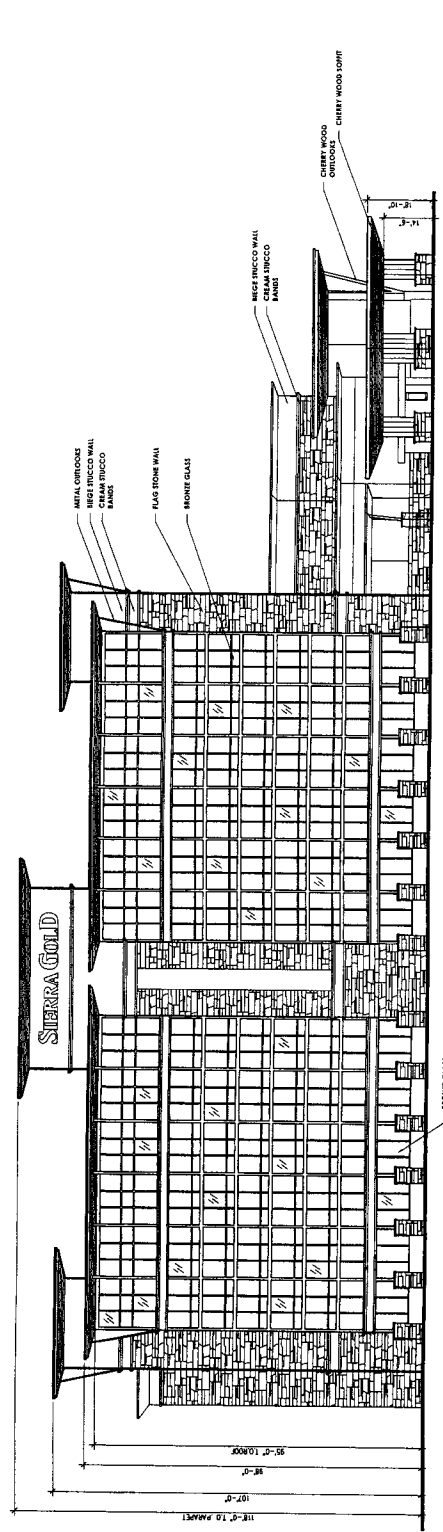 SIERRA GOLD
METAL OUTLOOKS
BIEGE STUCCO WALL
CREAM STUCCO
BANDS
FLAG STONE WALL
BRONZE GLASS
BIEGE STUCCO WALL
CREAM STUCCO
BANDS
CHERRY WOOD
OUTLOOKS
CHERRY WOOD SOFFIT
118'-0" T.O. PARAPET
107'-0"
98'-0"
95'-0" T.O.ROOF
18'-10"
14'-6"